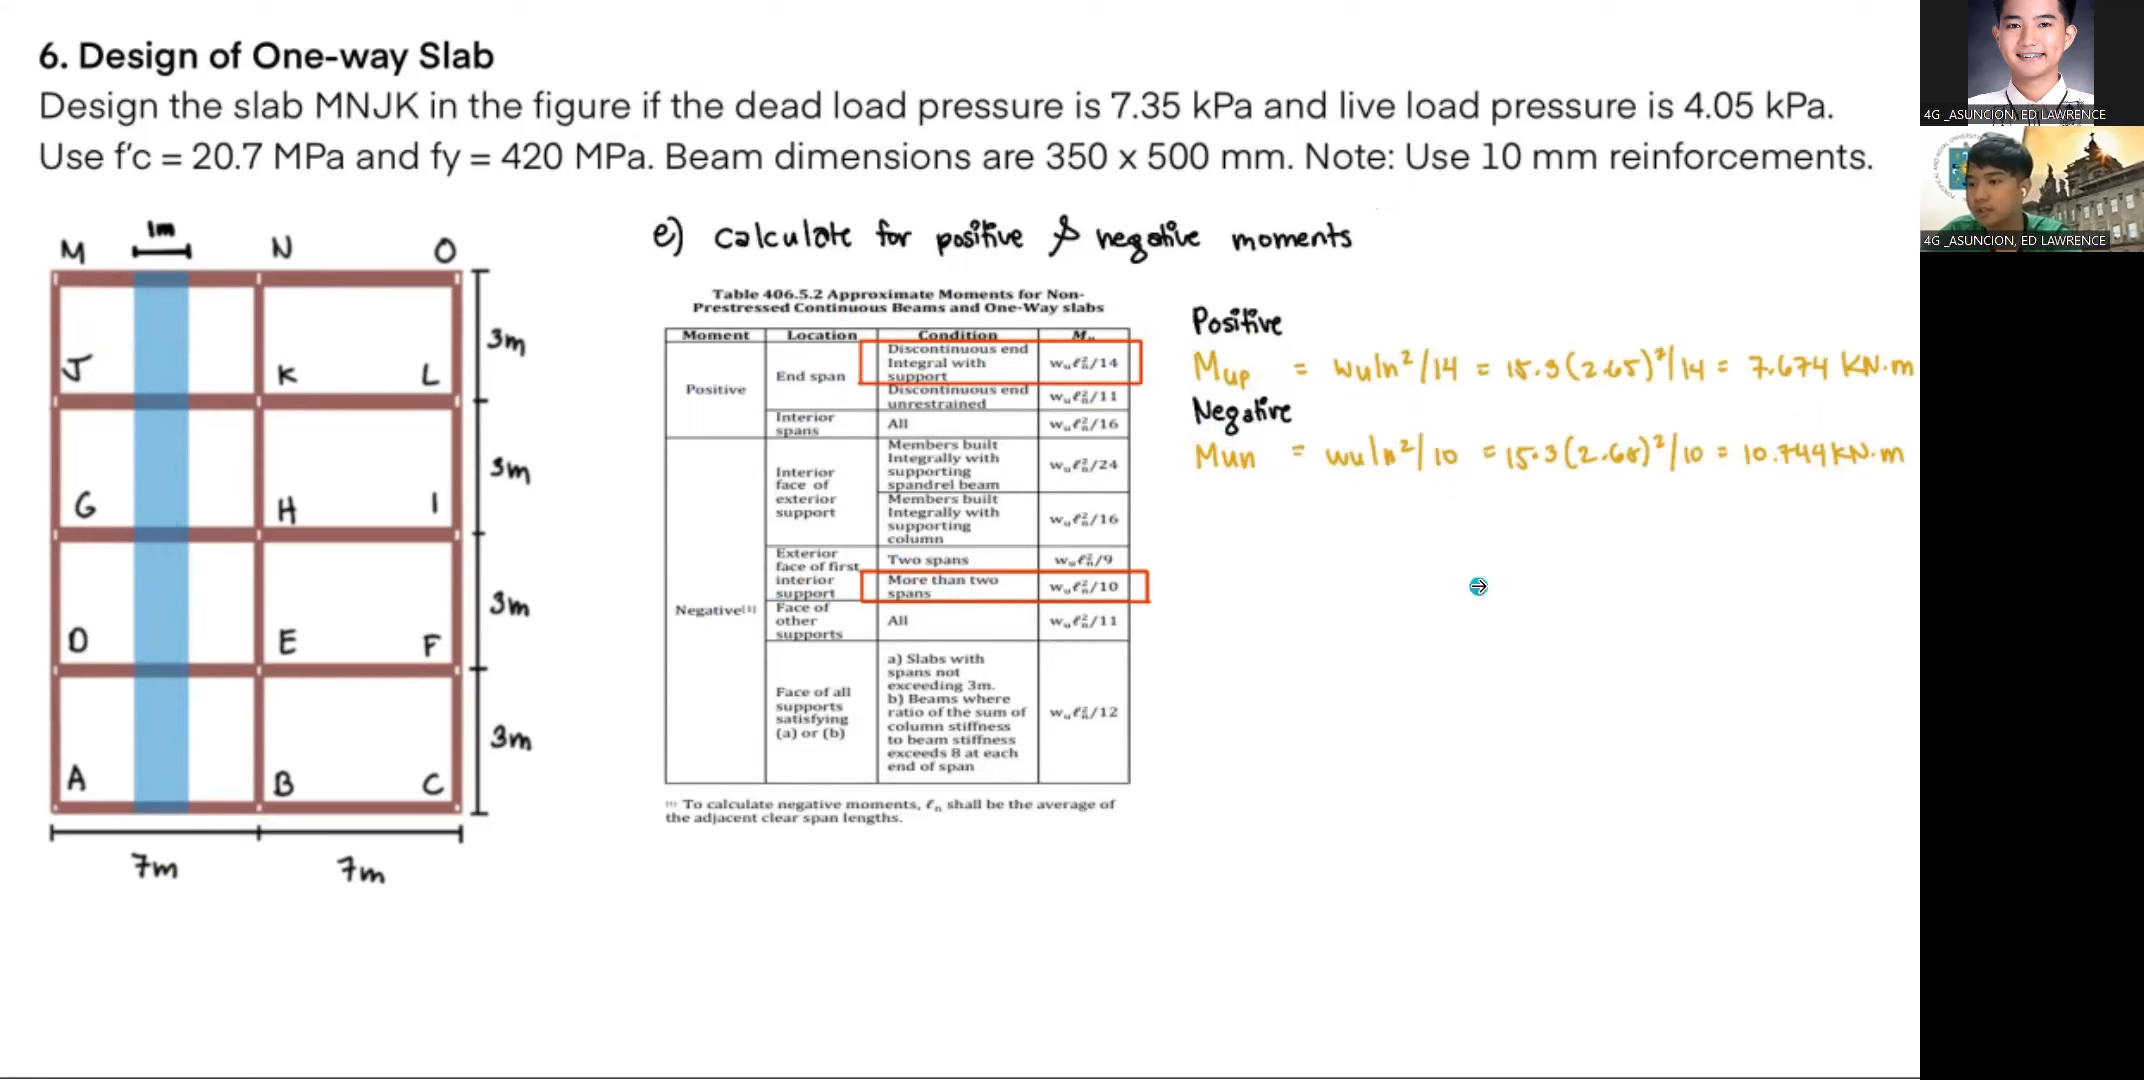 6. Design of One-way Slab
Design the slab MNJK in the figure if the dead load pressure is 7.35 kPa and live load pressure is 4.05 kPa.
Use f'c = 20.7 MPa and fy = 420 MPa. Beam dimensions are 350 x 500 mm. Note: Use 10 mm reinforcements.
4G _ASUNCION, ED LAWRENCE
4G _ASUNCION, ED LAWRENCE
1m
M N O
3m
J K L
3m
G H I
3m
D E F
3m
A B C
7m 7m
e) calculate for positive & negative moments
Table 406.5.2 Approximate Moments for Non-
Prestressed Continuous Beams and One-Way slabs
Moment Location Condition Mᵤ
Positive
End span
Discontinuous end
Integral with
support
wᵤℓₙ²/14
Discontinuous end
unrestrained
wᵤℓₙ²/11
Interior
spans
All
wᵤℓₙ²/16
Negative⁽¹⁾
Interior
face of
exterior
support
Members built
Integrally with
supporting
spandrel beam
wᵤℓₙ²/24
Members built
Integrally with
supporting
column
wᵤℓₙ²/16
Exterior
face of first
interior
support
Two spans
wᵤℓₙ²/9
More than two
spans
wᵤℓₙ²/10
Face of
other
supports
All
wᵤℓₙ²/11
Face of all
supports
satisfying
(a) or (b)
a) Slabs with
spans not
exceeding 3m.
b) Beams where
ratio of the sum of
column stiffness
to beam stiffness
exceeds 8 at each
end of span
wᵤℓₙ²/12
⁽¹⁾ To calculate negative moments, ℓₙ shall be the average of
the adjacent clear span lengths.
Positive
Mup = wuln²/14 = 15.3(2.65)²/14 = 7.674 KN.m
Negative
Mun = wuln²/10 = 15.3(2.65)²/10 = 10.744 KN.m